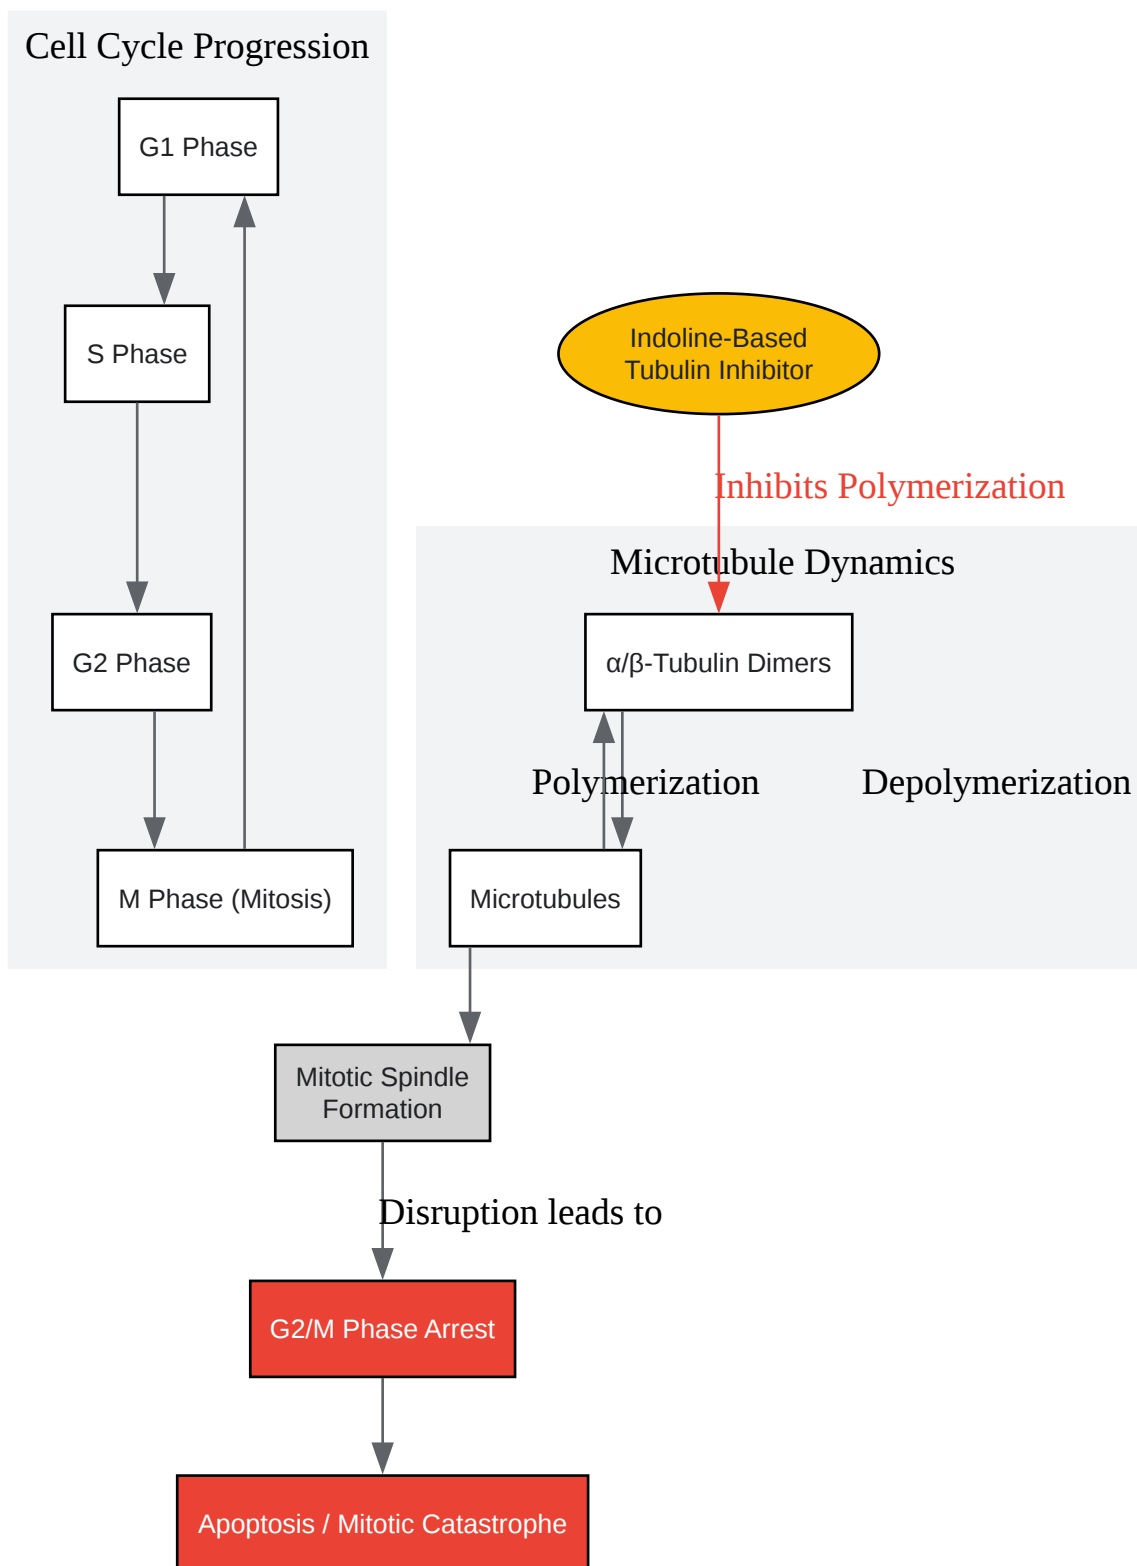 Cell Cycle Progression
G1 Phase
S Phase
Indoline-Based
Tubulin Inhibitor
Inhibits Polymerization
Microtubule Dynamics
G2 Phase
α/β-Tubulin Dimers
Polymerization
Depolymerization
M Phase (Mitosis)
Microtubules
Mitotic Spindle
Formation
Disruption leads to
G2/M Phase Arrest
Apoptosis / Mitotic Catastrophe